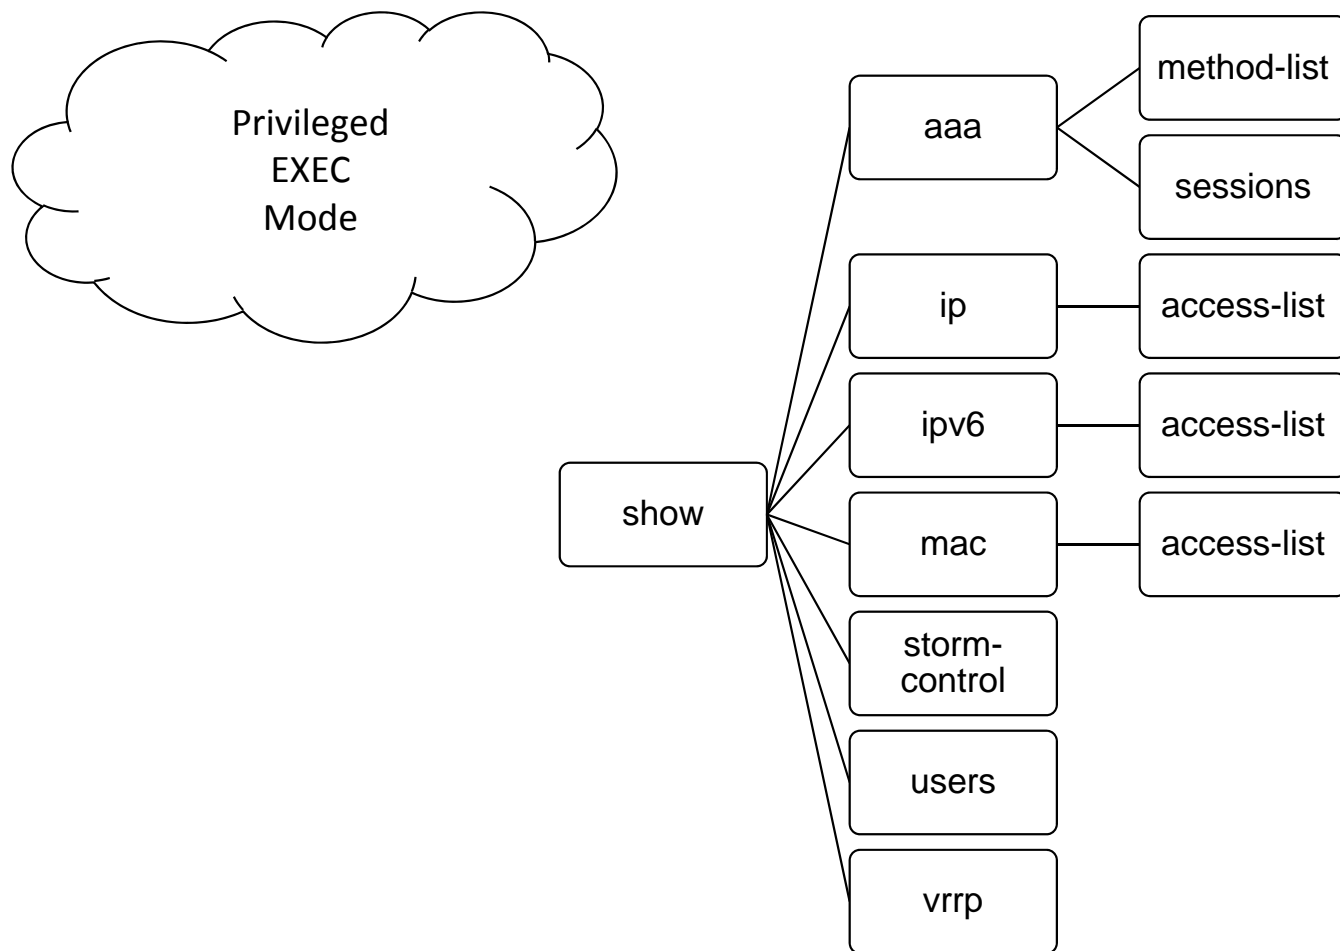 Privileged
EXEC
Mode
show
aaa
method-list
sessions
ip
access-list
ipv6
access-list
mac
access-list
storm-
control
users
vrrp